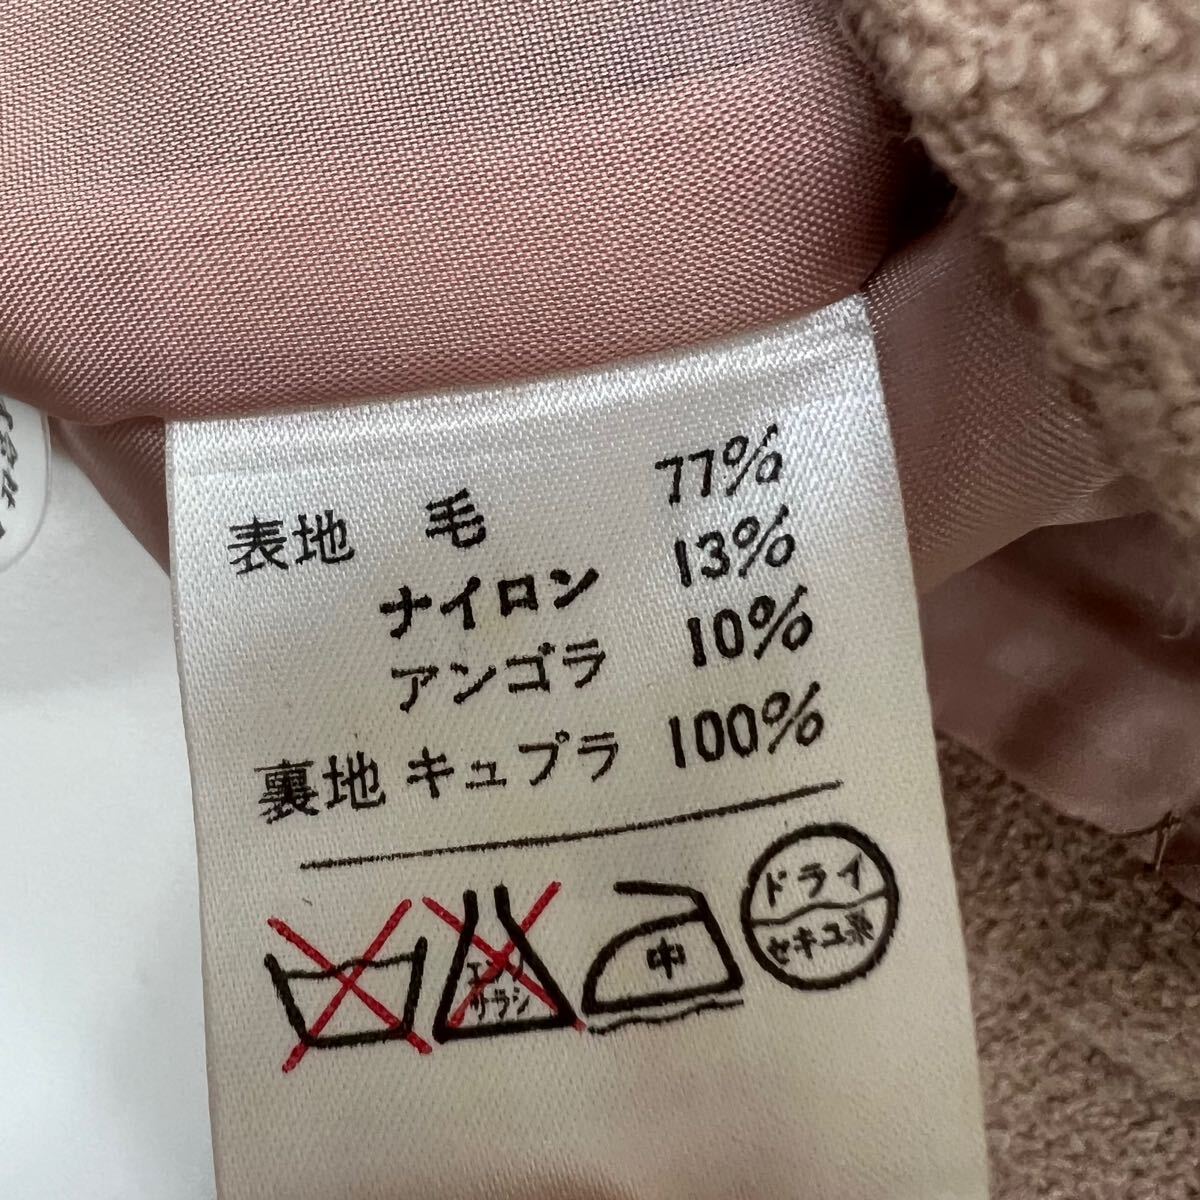 表地 毛 77%
ナイロン 13%
アンゴラ 10%
裏地 キュプラ 100%
エンソ
サラシ
中
ドライ
セキユ系